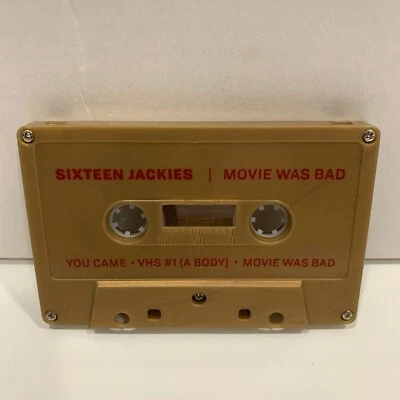 SIXTEEN JACKIES | MOVIE WAS BAD
YOU CAME • VHS #1 (A BODY) • MOVIE WAS BAD